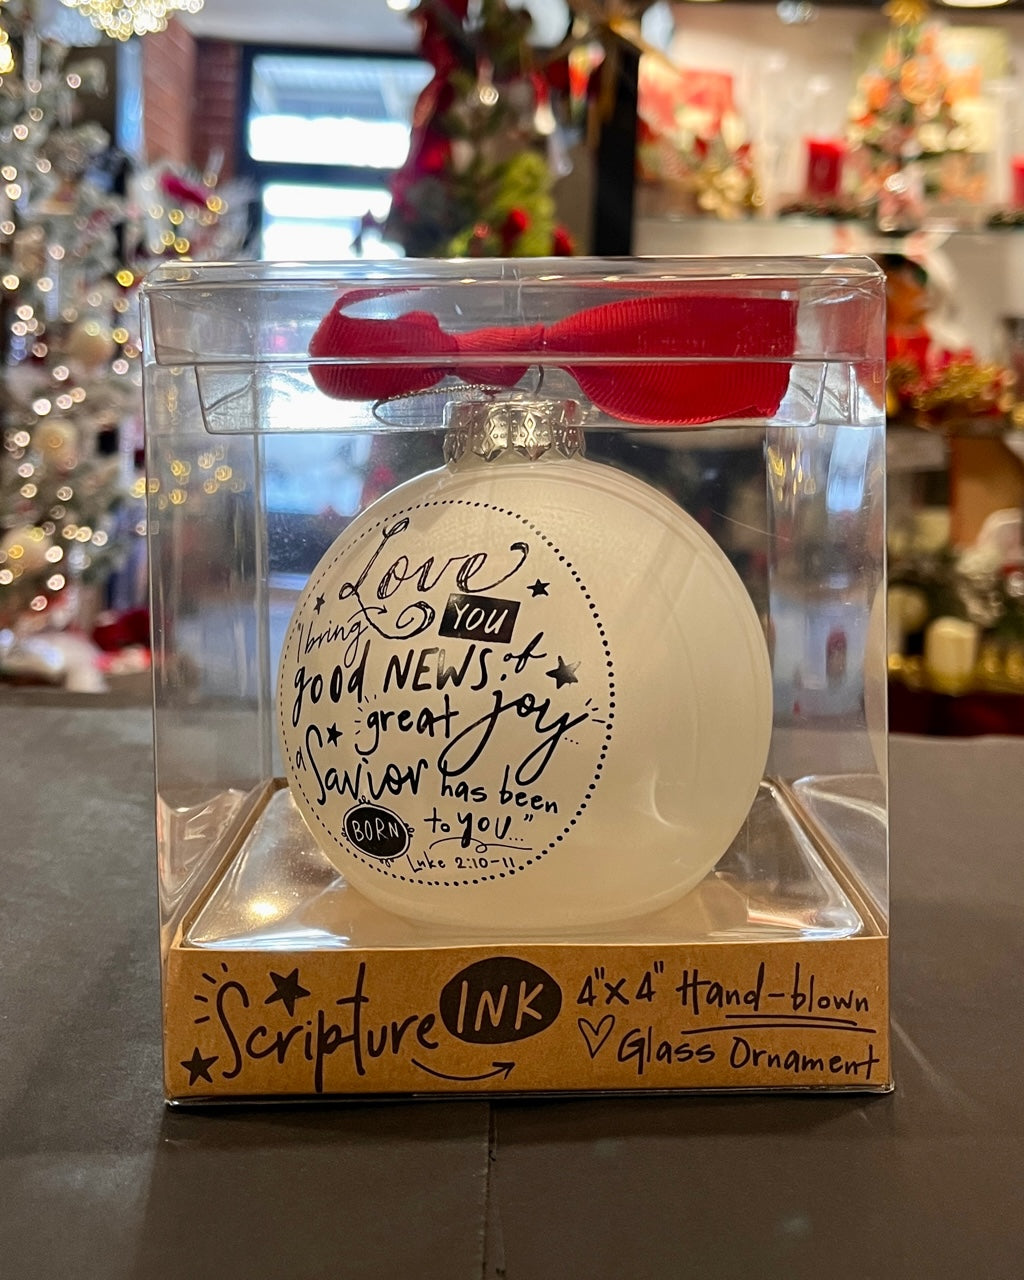 Love
YOU
"I bring
good NEWS of
great joy...
a Savior has been
BORN to YOU..."
Luke 2:10-11
Scripture INK
4"x4" Hand-blown
Glass Ornament